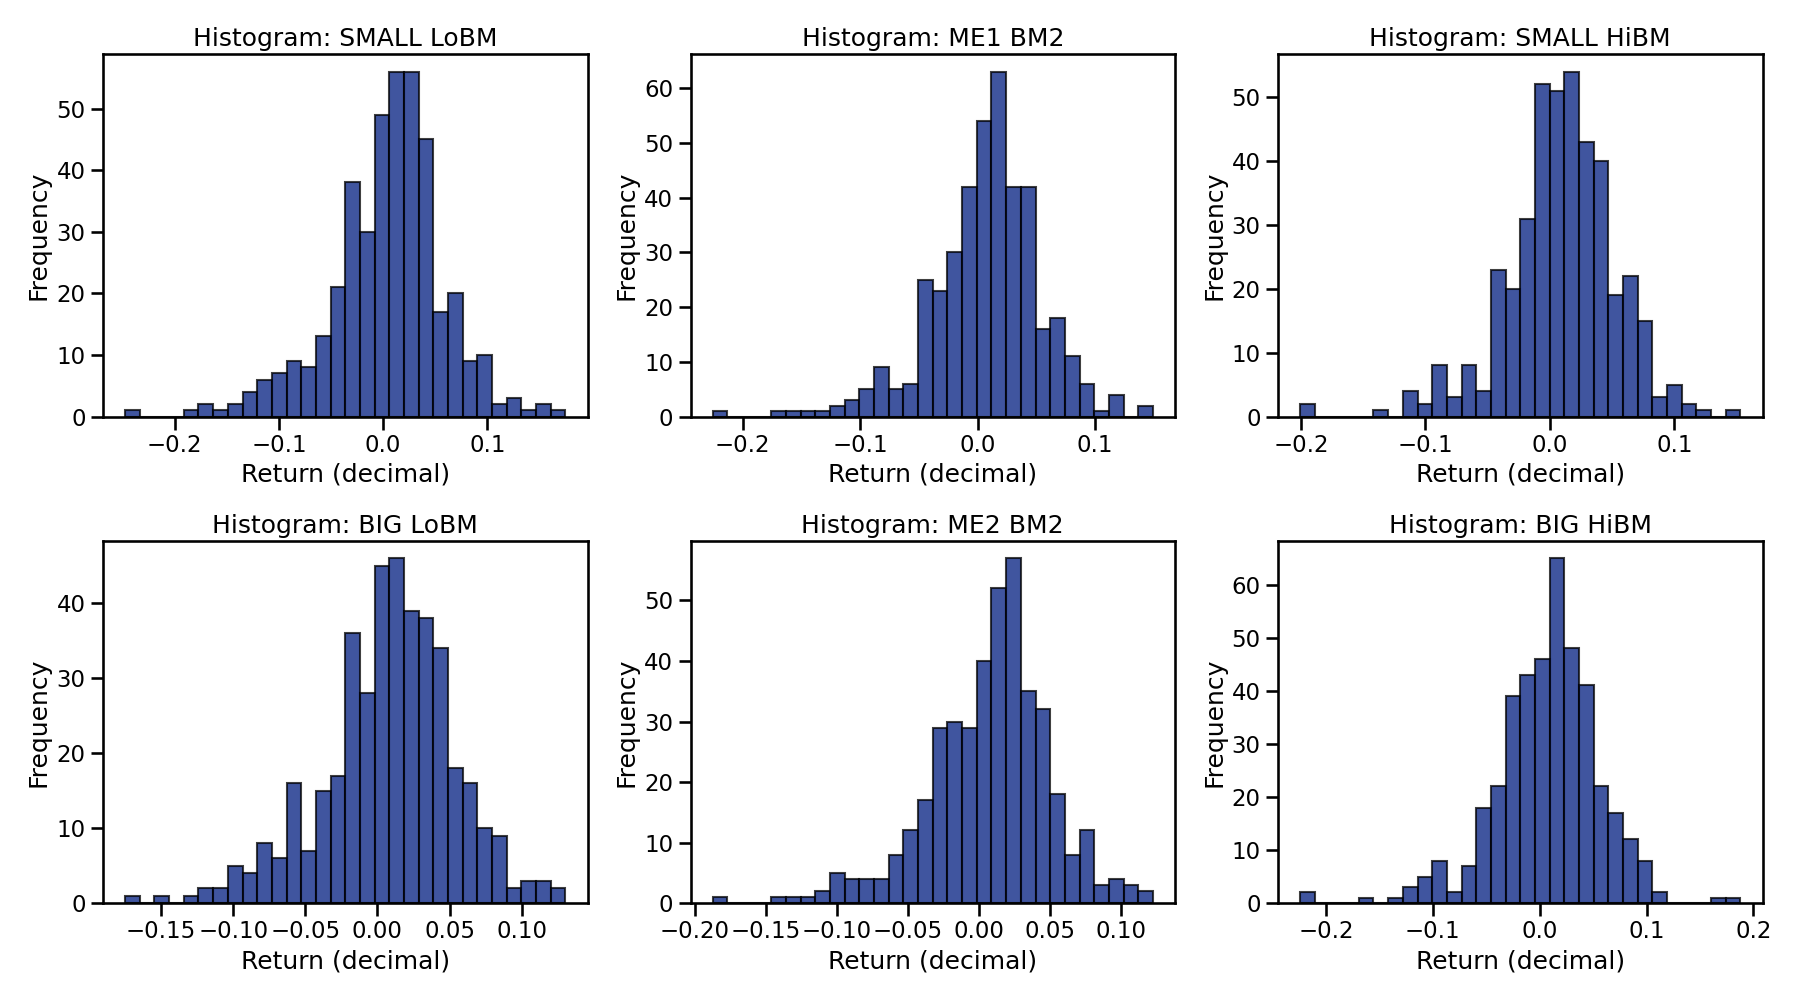 Histogram: SMALL LoBM
Frequency
50
40
30
20
10
0
−0.2 −0.1 0.0 0.1
Return (decimal)
Histogram: ME1 BM2
Frequency
60
50
40
30
20
10
0
−0.2 −0.1 0.0 0.1
Return (decimal)
Histogram: SMALL HiBM
Frequency
50
40
30
20
10
0
−0.2 −0.1 0.0 0.1
Return (decimal)
Histogram: BIG LoBM
Frequency
40
30
20
10
0
−0.15 −0.10 −0.05 0.00 0.05 0.10
Return (decimal)
Histogram: ME2 BM2
Frequency
50
40
30
20
10
0
−0.20 −0.15 −0.10 −0.05 0.00 0.05 0.10
Return (decimal)
Histogram: BIG HiBM
Frequency
60
50
40
30
20
10
0
−0.2 −0.1 0.0 0.1 0.2
Return (decimal)